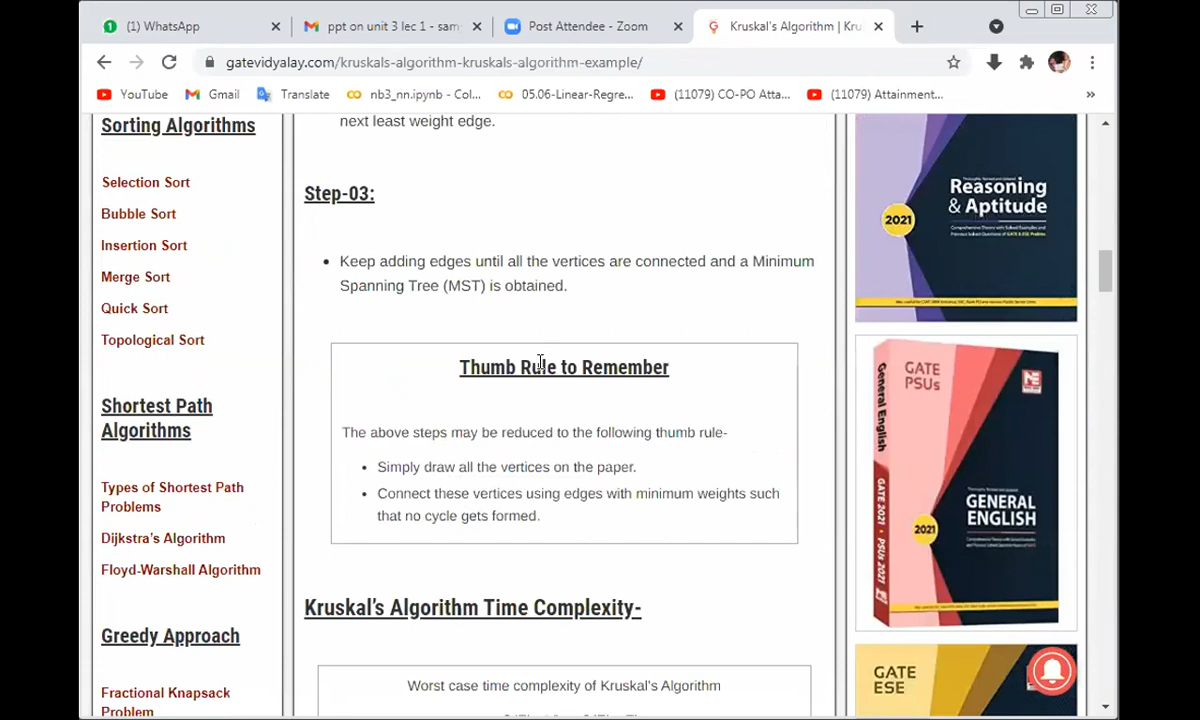 (1) WhatsApp
ppt on unit 3 lec 1 - sam
Post Attendee - Zoom
Kruskal's Algorithm | Kru
gatevidyalay.com/kruskals-algorithm-kruskals-algorithm-example/
YouTube
Gmail
Translate
nb3_nn.ipynb - Col...
05.06-Linear-Regre...
(11079) CO-PO Atta...
(11079) Attainment...
»
Sorting Algorithms
Selection Sort
Bubble Sort
Insertion Sort
Merge Sort
Quick Sort
Topological Sort
Shortest Path
Algorithms
Types of Shortest Path
Problems
Dijkstra's Algorithm
Floyd-Warshall Algorithm
Greedy Approach
Fractional Knapsack
Problem
next least weight edge.
Step-03:
• Keep adding edges until all the vertices are connected and a Minimum
Spanning Tree (MST) is obtained.
Thumb Rule to Remember
The above steps may be reduced to the following thumb rule-
• Simply draw all the vertices on the paper.
• Connect these vertices using edges with minimum weights such
that no cycle gets formed.
Kruskal's Algorithm Time Complexity-
Worst case time complexity of Kruskal's Algorithm
Reasoning
& Aptitude
2021
GATE
PSUs
General English
GATE 2021 • PSUs 2021
GENERAL
ENGLISH
2021
GATE
ESE